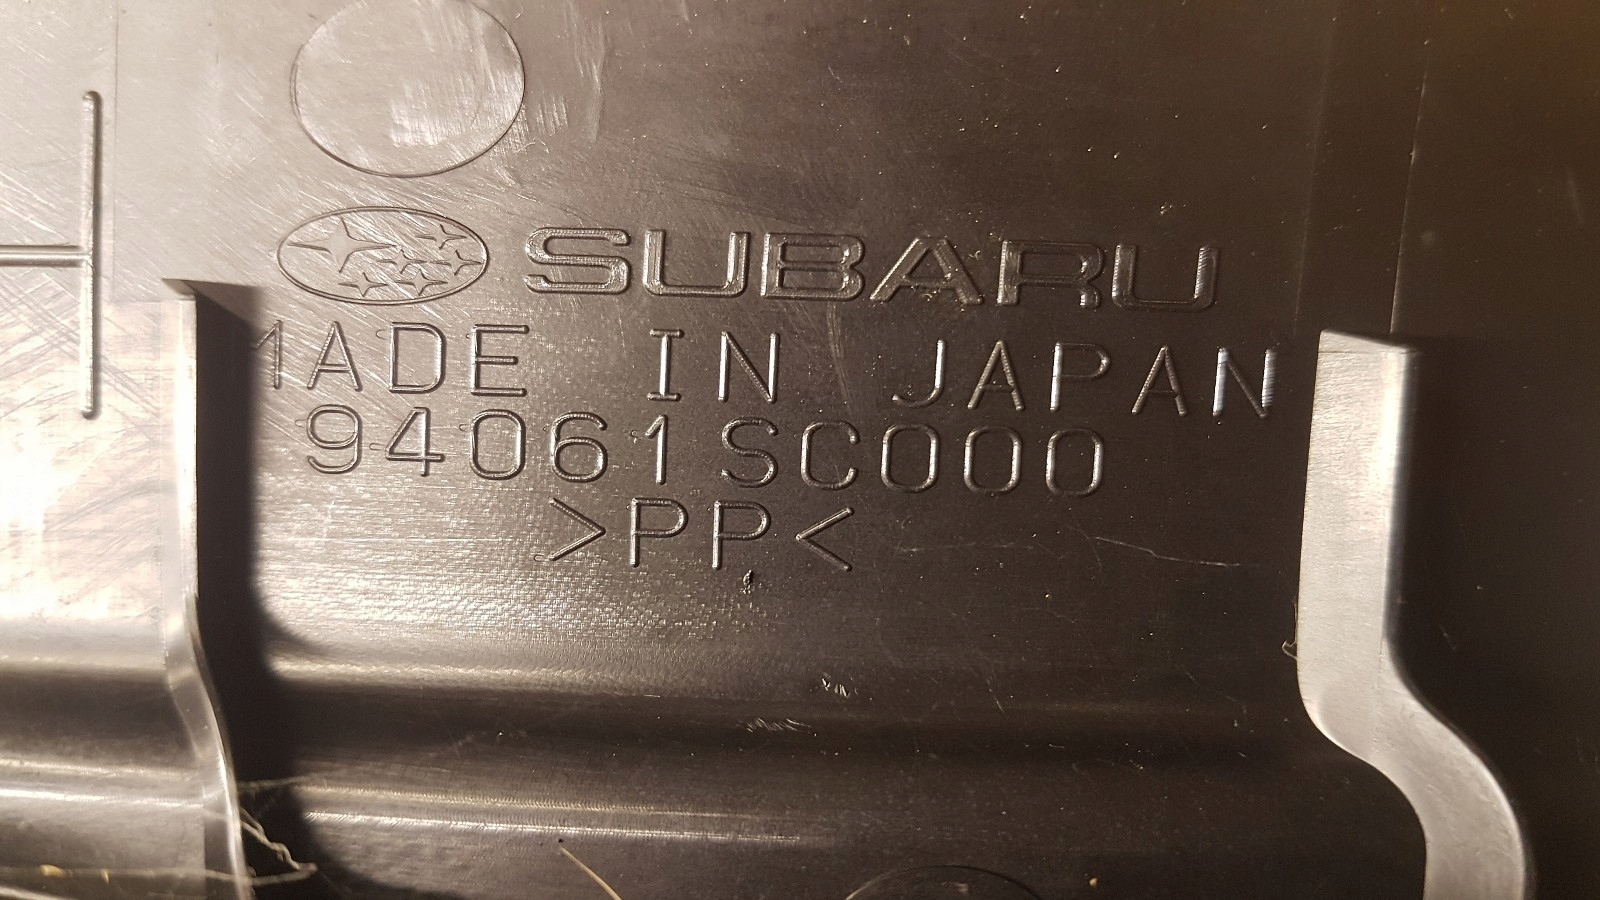 SUBARU
MADE IN JAPAN
94061SC000
>PP<